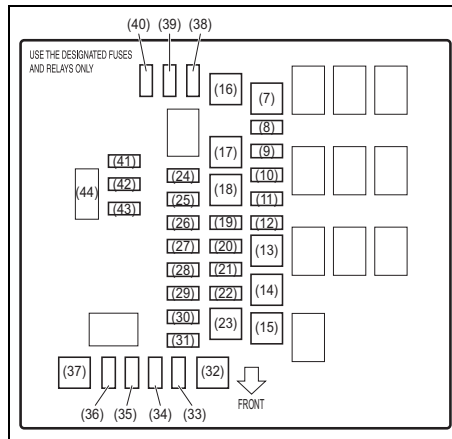 (40) (39) (38)
USE THE DESIGNATED FUSES
AND RELAYS ONLY
(16) (7)
(8)
(17) (9)
(41) (24) (10)
(44) (42) (18)
(25) (11)
(43)
(26) (19) (12)
(27) (20) (13)
(28) (21)
(29) (22) (14)
(30) (23) (15)
(31)
(37) (32)
(36) (35) (34) (33)
FRONT